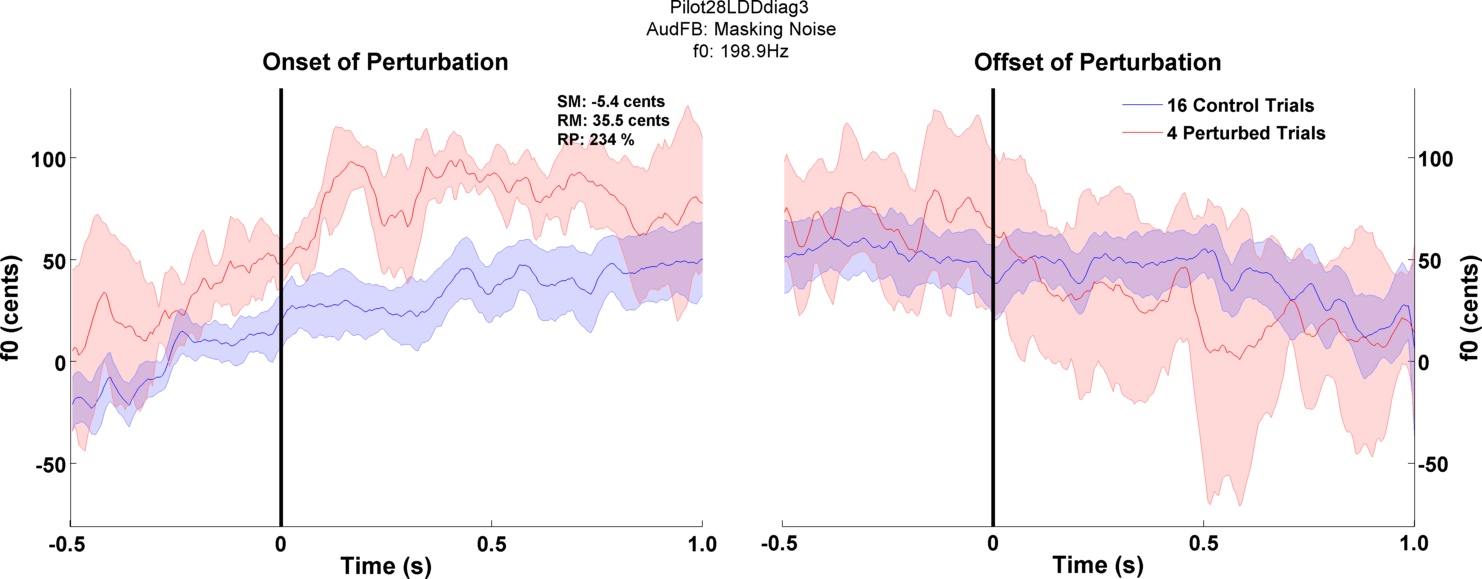 Pilot28LDDdiag3
AudFB: Masking Noise
f0: 198.9Hz
Onset of Perturbation
SM: -5.4 cents
RM: 35.5 cents
RP: 234 %
f0 (cents)
100
50
0
-50
-0.5
0
0.5
1.0
Time (s)
Offset of Perturbation
16 Control Trials
4 Perturbed Trials
100
50
0
-50
f0 (cents)
-0.5
0
0.5
1.0
Time (s)